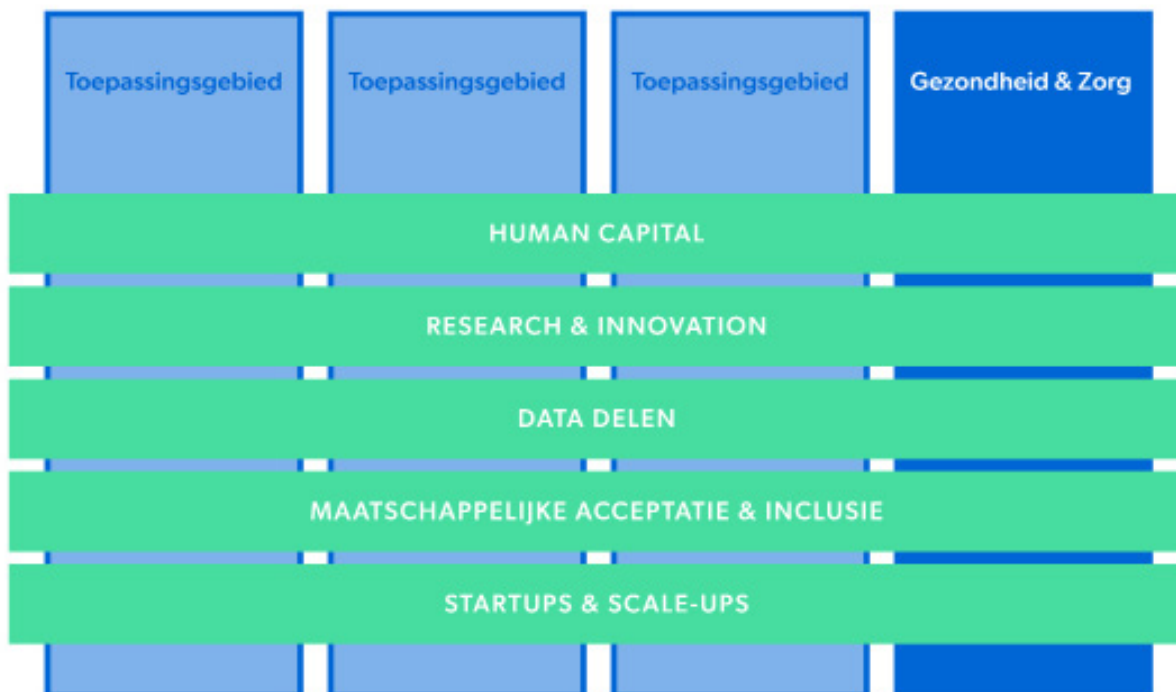 Toepassingsgebied
Toepassingsgebied
Toepassingsgebied
Gezondheid & Zorg
HUMAN CAPITAL
RESEARCH & INNOVATION
DATA DELEN
MAATSCHAPPELIJKE ACCEPTATIE & INCLUSIE
STARTUPS & SCALE-UPS